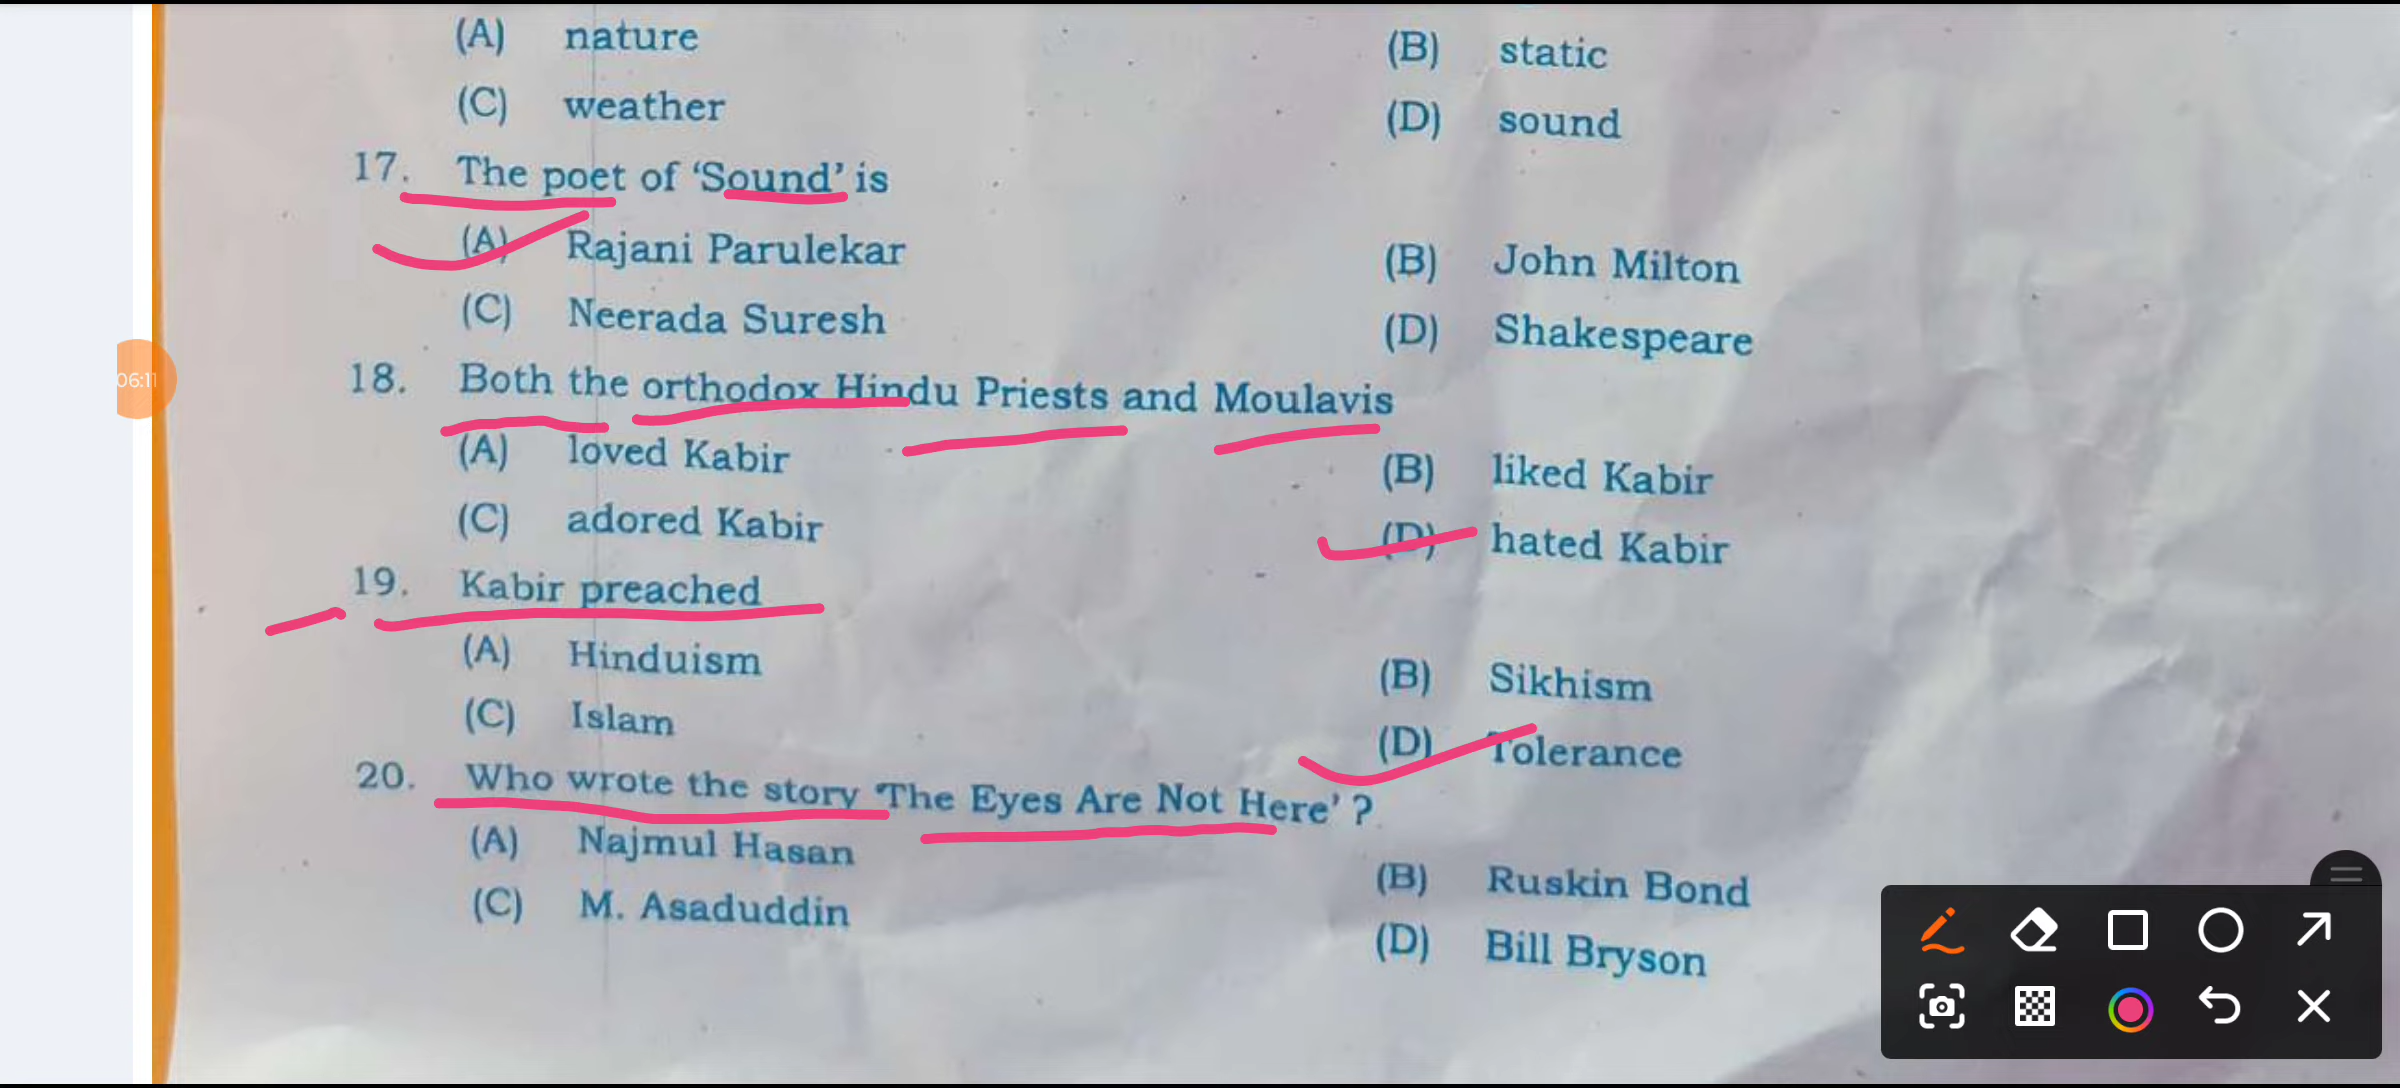 (A) nature (B) static
(C) weather (D) sound
17. The poet of ‘Sound’ is
(A) Rajani Parulekar (B) John Milton
(C) Neerada Suresh (D) Shakespeare
18. Both the orthodox Hindu Priests and Moulavis
(A) loved Kabir (B) liked Kabir
(C) adored Kabir (D) hated Kabir
19. Kabir preached
(A) Hinduism (B) Sikhism
(C) Islam (D) Tolerance
20. Who wrote the story ‘The Eyes Are Not Here’ ?
(A) Najmul Hasan (B) Ruskin Bond
(C) M. Asaduddin (D) Bill Bryson
06:11